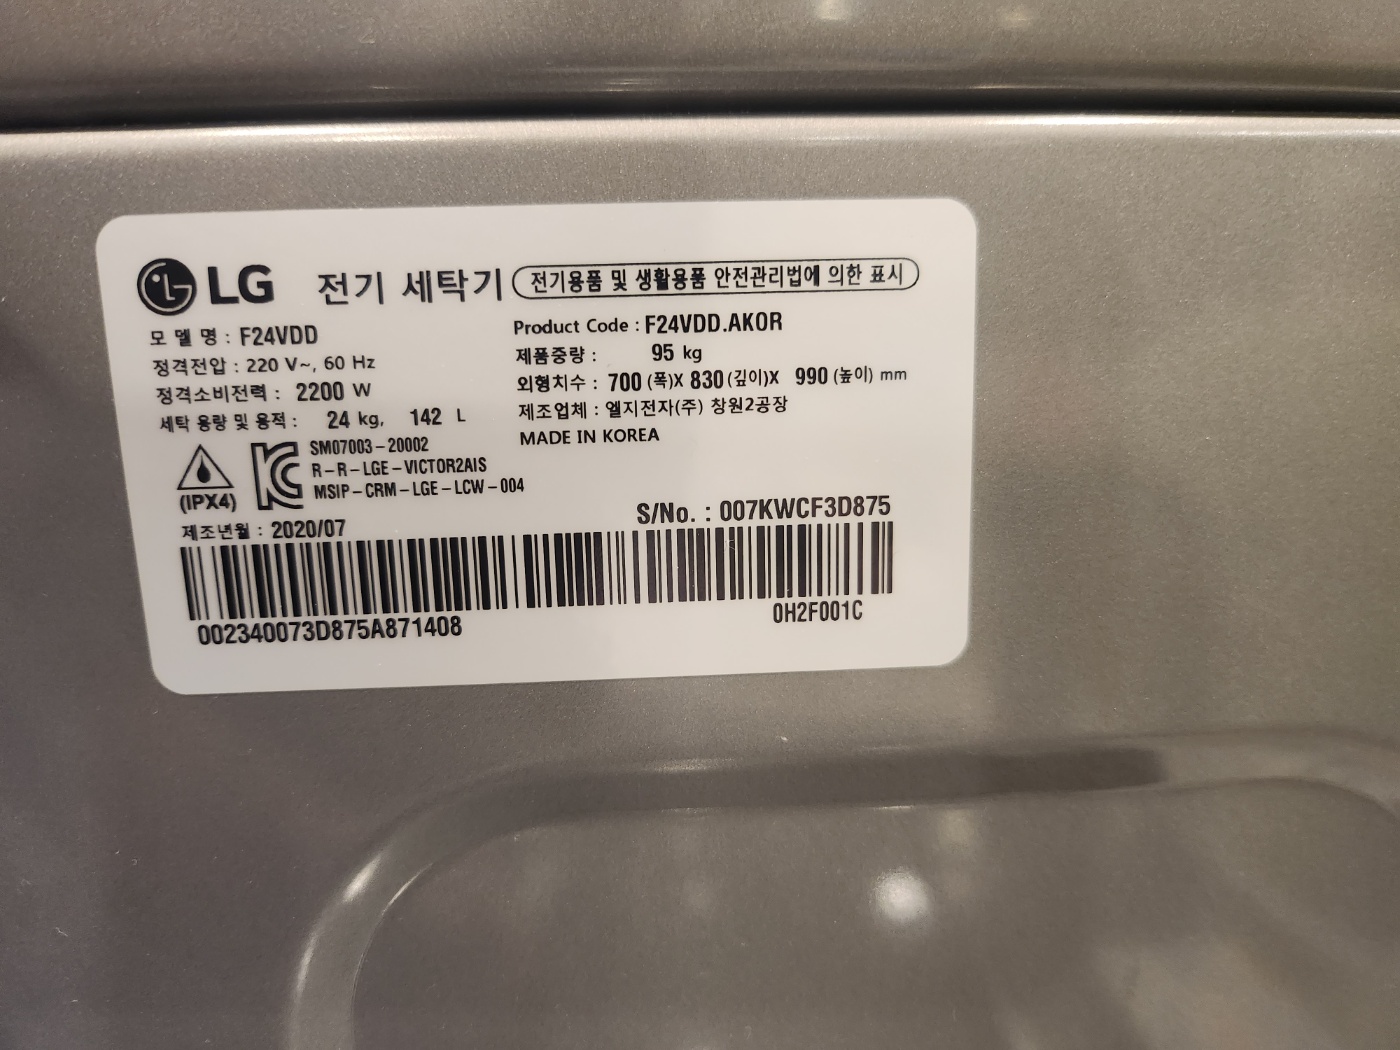 LG 전기 세탁기 전기용품 및 생활용품 안전관리법에 의한 표시
모 델 명 : F24VDD
정격전압 : 220 V~, 60 Hz
정격소비전력 : 2200 W
세탁 용량 및 용적 : 24 kg, 142 L
Product Code : F24VDD.AKOR
제품중량 : 95 kg
외형치수 : 700 (폭)X 830 (깊이)X 990 (높이) mm
제조업체 : 엘지전자(주) 창원2공장
MADE IN KOREA
(IPX4)
SM07003-20002
R-R-LGE-VICTOR2AIS
MSIP-CRM-LGE-LCW-004
제조년월 : 2020/07
S/No. : 007KWCF3D875
002340073D875A871408
0H2F001C